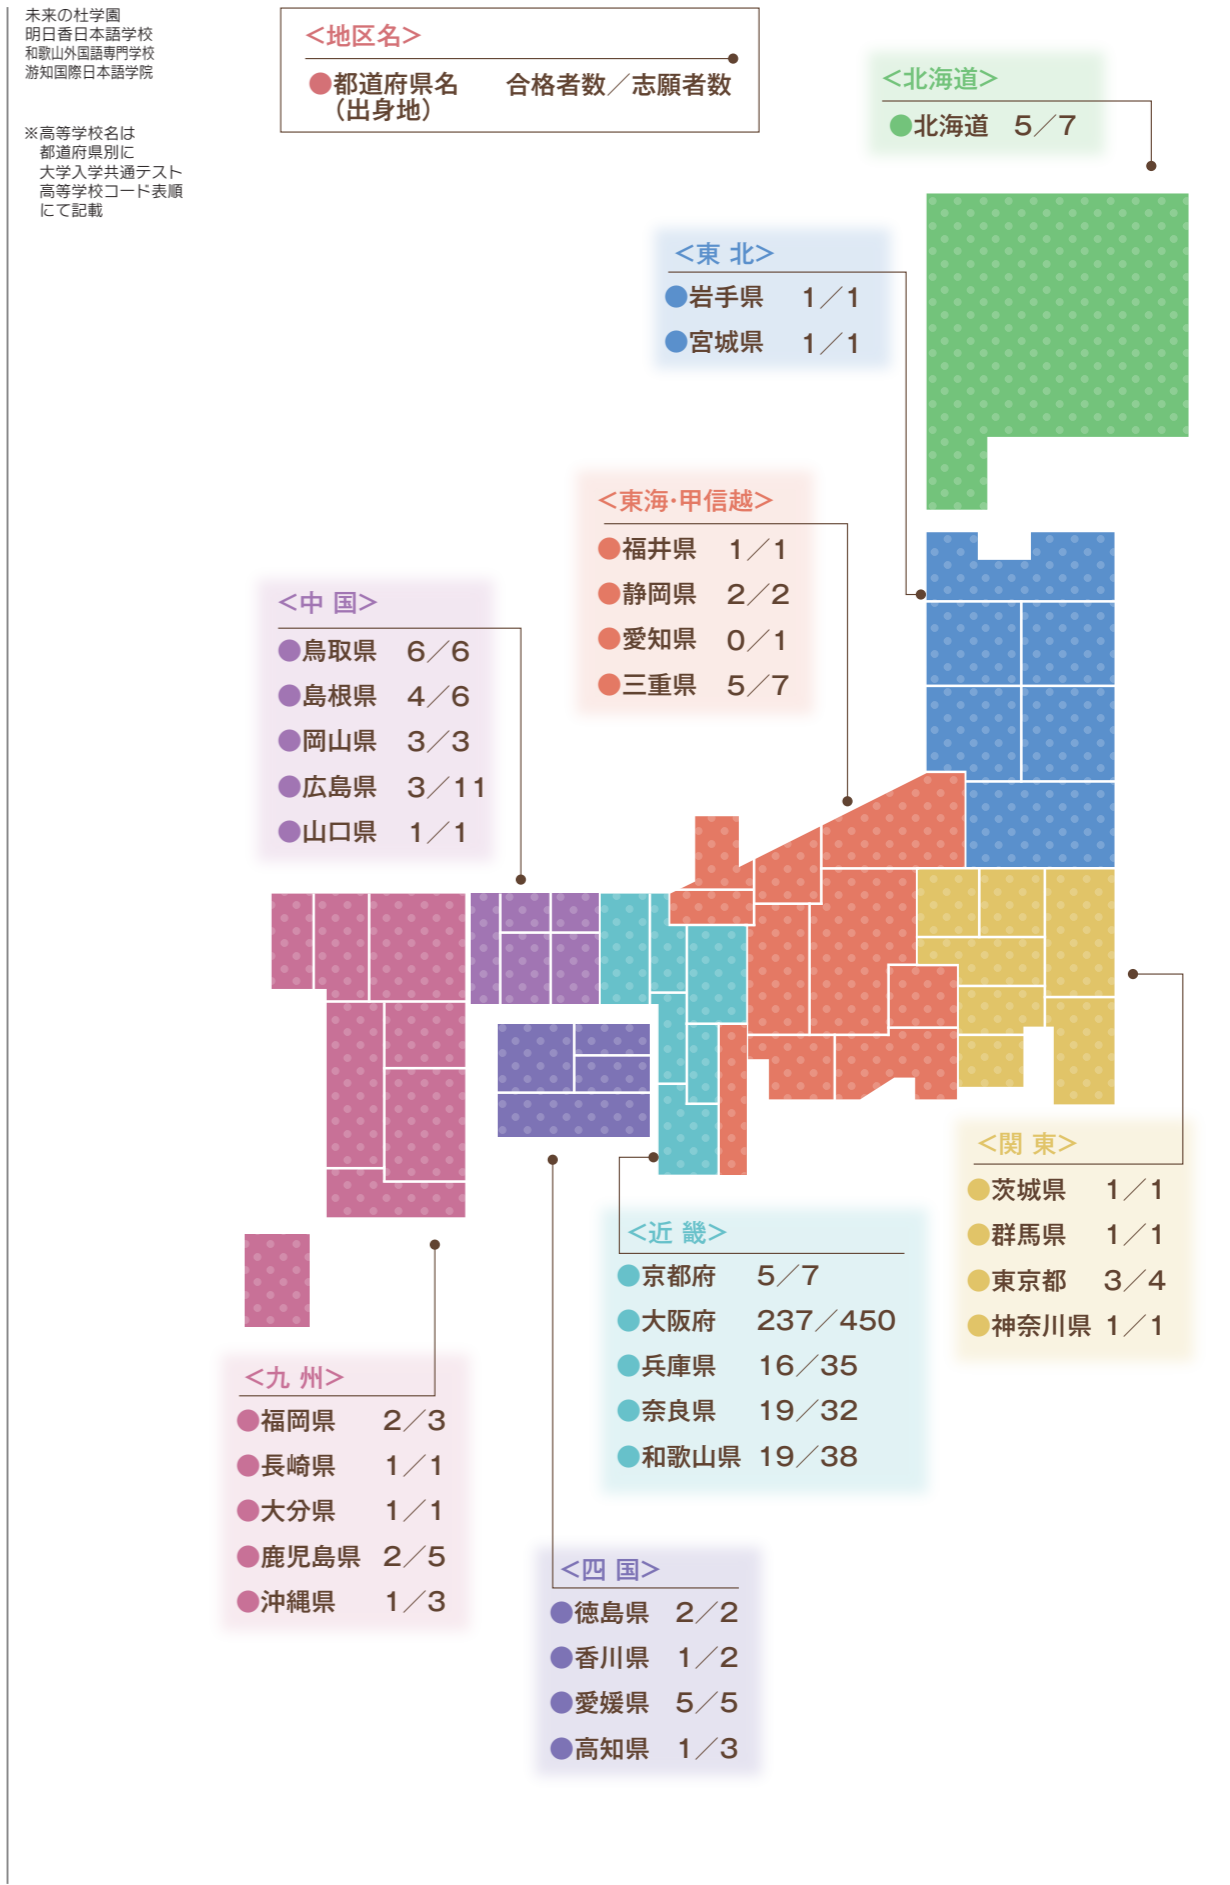 未来の杜学園
明日香日本語学校
和歌山外国語専門学校
游知国際日本語学院
※高等学校名は
都道府県別に
大学入学共通テスト
高等学校コード表順
にて記載
＜地区名＞
●都道府県名 合格者数／志願者数
（出身地）
＜北海道＞
●北海道 5／7
＜東 北＞
●岩手県 1／1
●宮城県 1／1
＜東海・甲信越＞
●福井県 1／1
●静岡県 2／2
●愛知県 0／1
●三重県 5／7
＜中 国＞
●鳥取県 6／6
●島根県 4／6
●岡山県 3／3
●広島県 3／11
●山口県 1／1
＜関 東＞
●茨城県 1／1
●群馬県 1／1
●東京都 3／4
●神奈川県 1／1
＜近 畿＞
●京都府 5／7
●大阪府 237／450
●兵庫県 16／35
●奈良県 19／32
●和歌山県 19／38
＜九 州＞
●福岡県 2／3
●長崎県 1／1
●大分県 1／1
●鹿児島県 2／5
●沖縄県 1／3
＜四 国＞
●徳島県 2／2
●香川県 1／2
●愛媛県 5／5
●高知県 1／3